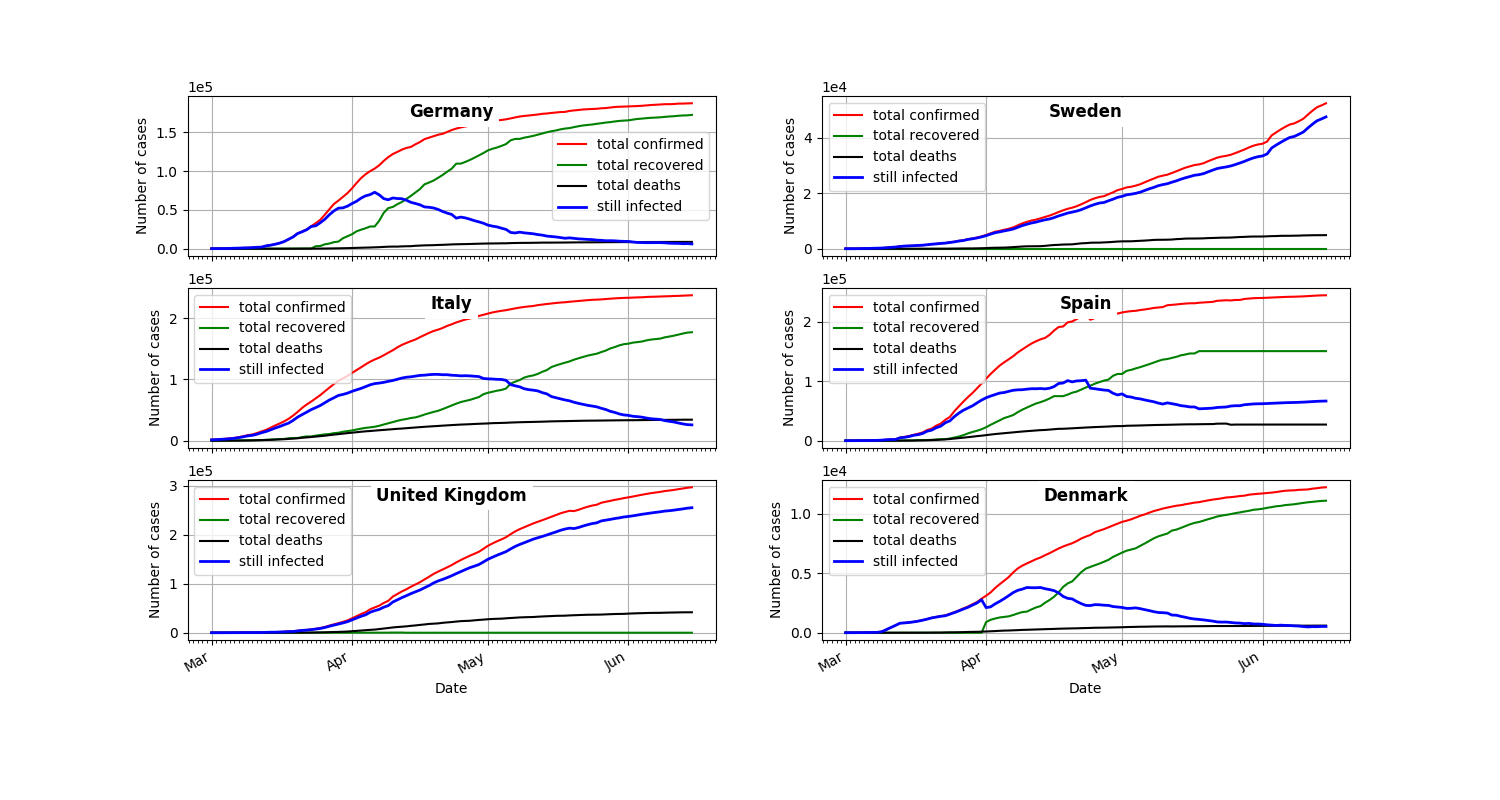 1e5
Germany
Number of cases
1.5
1.0
0.5
0.0
total confirmed
total recovered
total deaths
still infected
1e4
Sweden
Number of cases
4
2
0
total confirmed
total recovered
total deaths
still infected
1e5
Italy
Number of cases
2
1
0
total confirmed
total recovered
total deaths
still infected
1e5
Spain
Number of cases
2
1
0
total confirmed
total recovered
total deaths
still infected
1e5
United Kingdom
Number of cases
3
2
1
0
total confirmed
total recovered
total deaths
still infected
Mar
Apr
May
Jun
Date
1e4
Denmark
Number of cases
1.0
0.5
0.0
total confirmed
total recovered
total deaths
still infected
Mar
Apr
May
Jun
Date